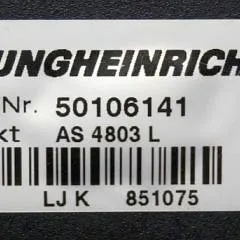 UNGHEINRICH
Nr. 50106141
kt AS 4803 L
LJ K 851075